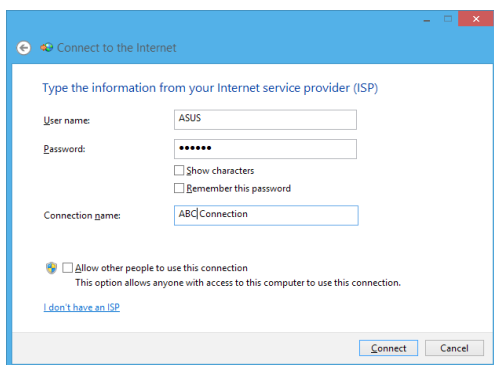 Connect to the Internet
Type the information from your Internet service provider (ISP)
User name: ASUS
Password: ••••••
Show characters
Remember this password
Connection name: ABC Connection
Allow other people to use this connection
This option allows anyone with access to this computer to use this connection.
I don't have an ISP
Connect Cancel